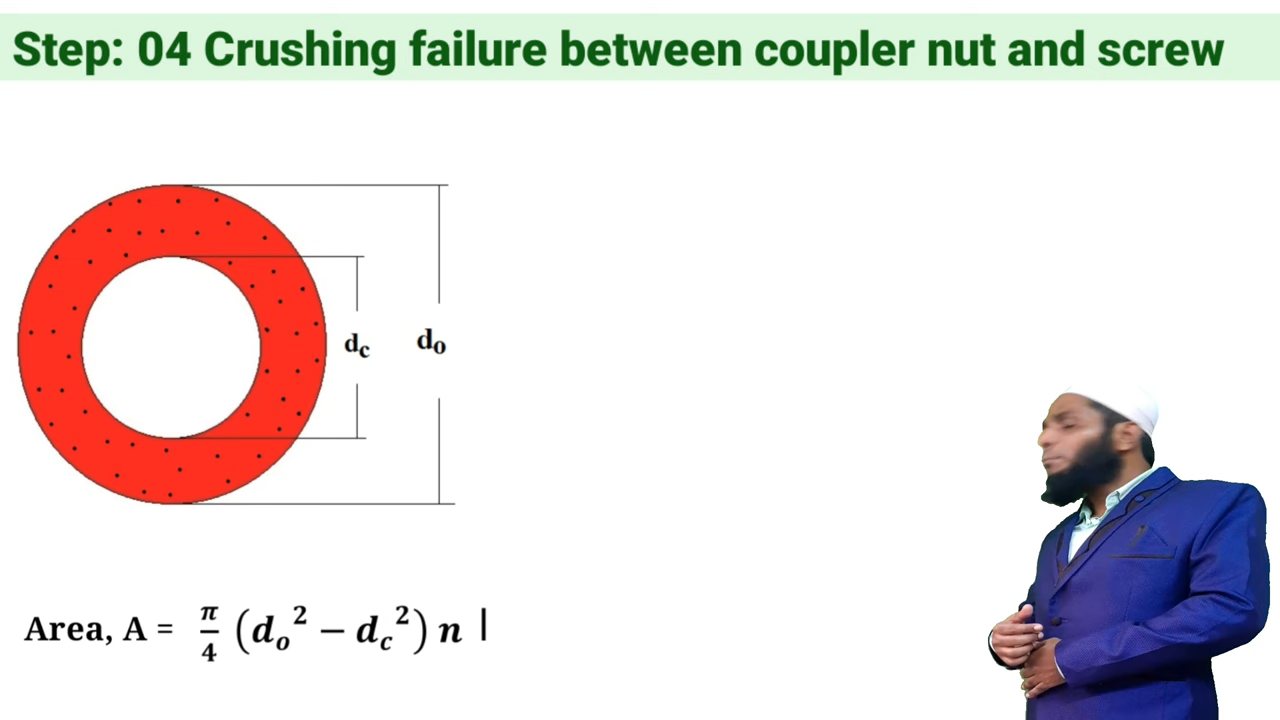 Step: 04 Crushing failure between coupler nut and screw
dc
do
Area, A = π/4 (do² − dc²) n l